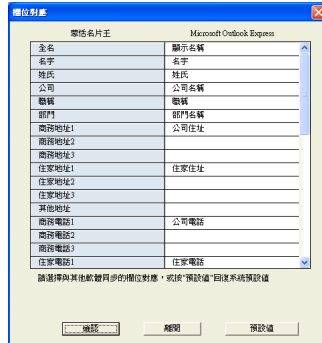 欄位對應
蒙恬名片王 Microsoft Outlook Express
全名 顯示名稱
名字 名字
姓氏 姓氏
公司 公司名稱
職稱 職稱
部門 部門名稱
商務地址1 公司住址
商務地址2
商務地址3
住家地址1 住家住址
住家地址2
住家地址3
其他地址
商務電話1 公司電話
商務電話2
商務電話3
住家電話1 住家電話
請選擇與其他軟體同步的欄位對應，或按"預設值"回復系統預設值
確認 離開 預設值